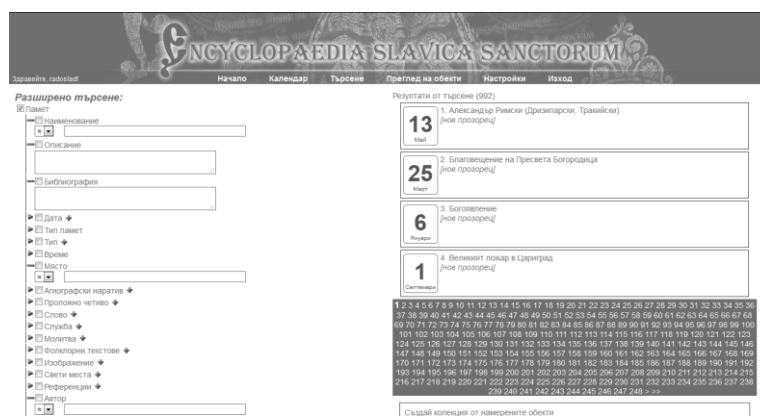 ENCYCLOPAEDIA SLAVICA SANCTORUM
Здравейте, radoslad!
Начало Календар Търсене Преглед на обекти Настройки Изход
Разширено търсене:
Памет
Наименование
≈
Описание
Библиография
Дата
Тип памет
Тип
Време
Място
≈
Агиографски наратив
Проложно четиво
Слово
Служба
Молитва
Фолклорни текстове
Изображение
Свети места
Референции
Автор
≈
Резултати от търсене (992)
13
Май
1. Александър Римски (Дризипарски, Тракийски)
[нов прозорец]
25
Март
2. Благовещение на Пресвета Богородица
[нов прозорец]
6
Януари
3. Богоявление
[нов прозорец]
1
Септември
4. Великият пожар в Цариград
[нов прозорец]
1 2 3 4 5 6 7 8 9 10 11 12 13 14 15 16 17 18 19 20 21 22 23 24 25 26 27 28 29 30 31 32 33 34 35 36
37 38 39 40 41 42 43 44 45 46 47 48 49 50 51 52 53 54 55 56 57 58 59 60 61 62 63 64 65 66 67 68
69 70 71 72 73 74 75 76 77 78 79 80 81 82 83 84 85 86 87 88 89 90 91 92 93 94 95 96 97 98 99 100
101 102 103 104 105 106 107 108 109 110 111 112 113 114 115 116 117 118 119 120 121 122 123
124 125 126 127 128 129 130 131 132 133 134 135 136 137 138 139 140 141 142 143 144 145 146
147 148 149 150 151 152 153 154 155 156 157 158 159 160 161 162 163 164 165 166 167 168 169
170 171 172 173 174 175 176 177 178 179 180 181 182 183 184 185 186 187 188 189 190 191 192
193 194 195 196 197 198 199 200 201 202 203 204 205 206 207 208 209 210 211 212 213 214 215
216 217 218 219 220 221 222 223 224 225 226 227 228 229 230 231 232 233 234 235 236 237 238
239 240 241 242 243 244 245 246 247 248 > >>
Създай колекция от намерените обекти